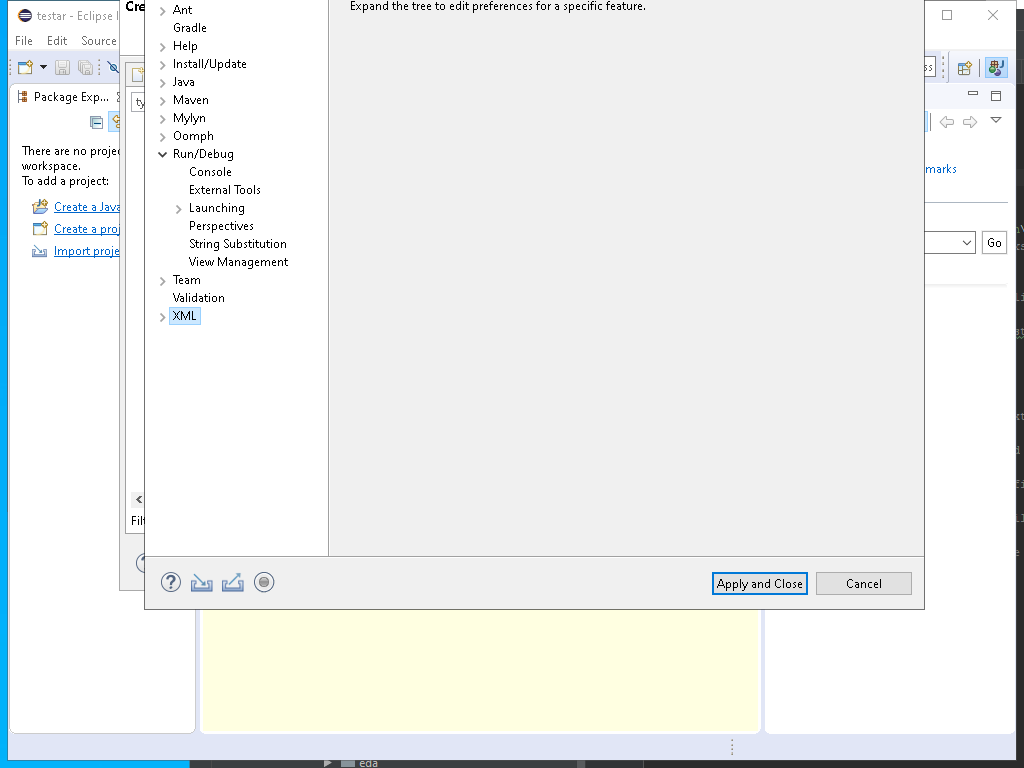 testar - Eclipse I
File Edit Source
Package Exp...
There are no proje
workspace.
To add a project:
Create a Java
Create a proj
Import proje
Cre
ty
Filt
Ant
Gradle
Help
Install/Update
Java
Maven
Mylyn
Oomph
Run/Debug
Console
External Tools
Launching
Perspectives
String Substitution
View Management
Team
Validation
XML
Expand the tree to edit preferences for a specific feature.
Apply and Close
Cancel
ss
marks
Go
eda